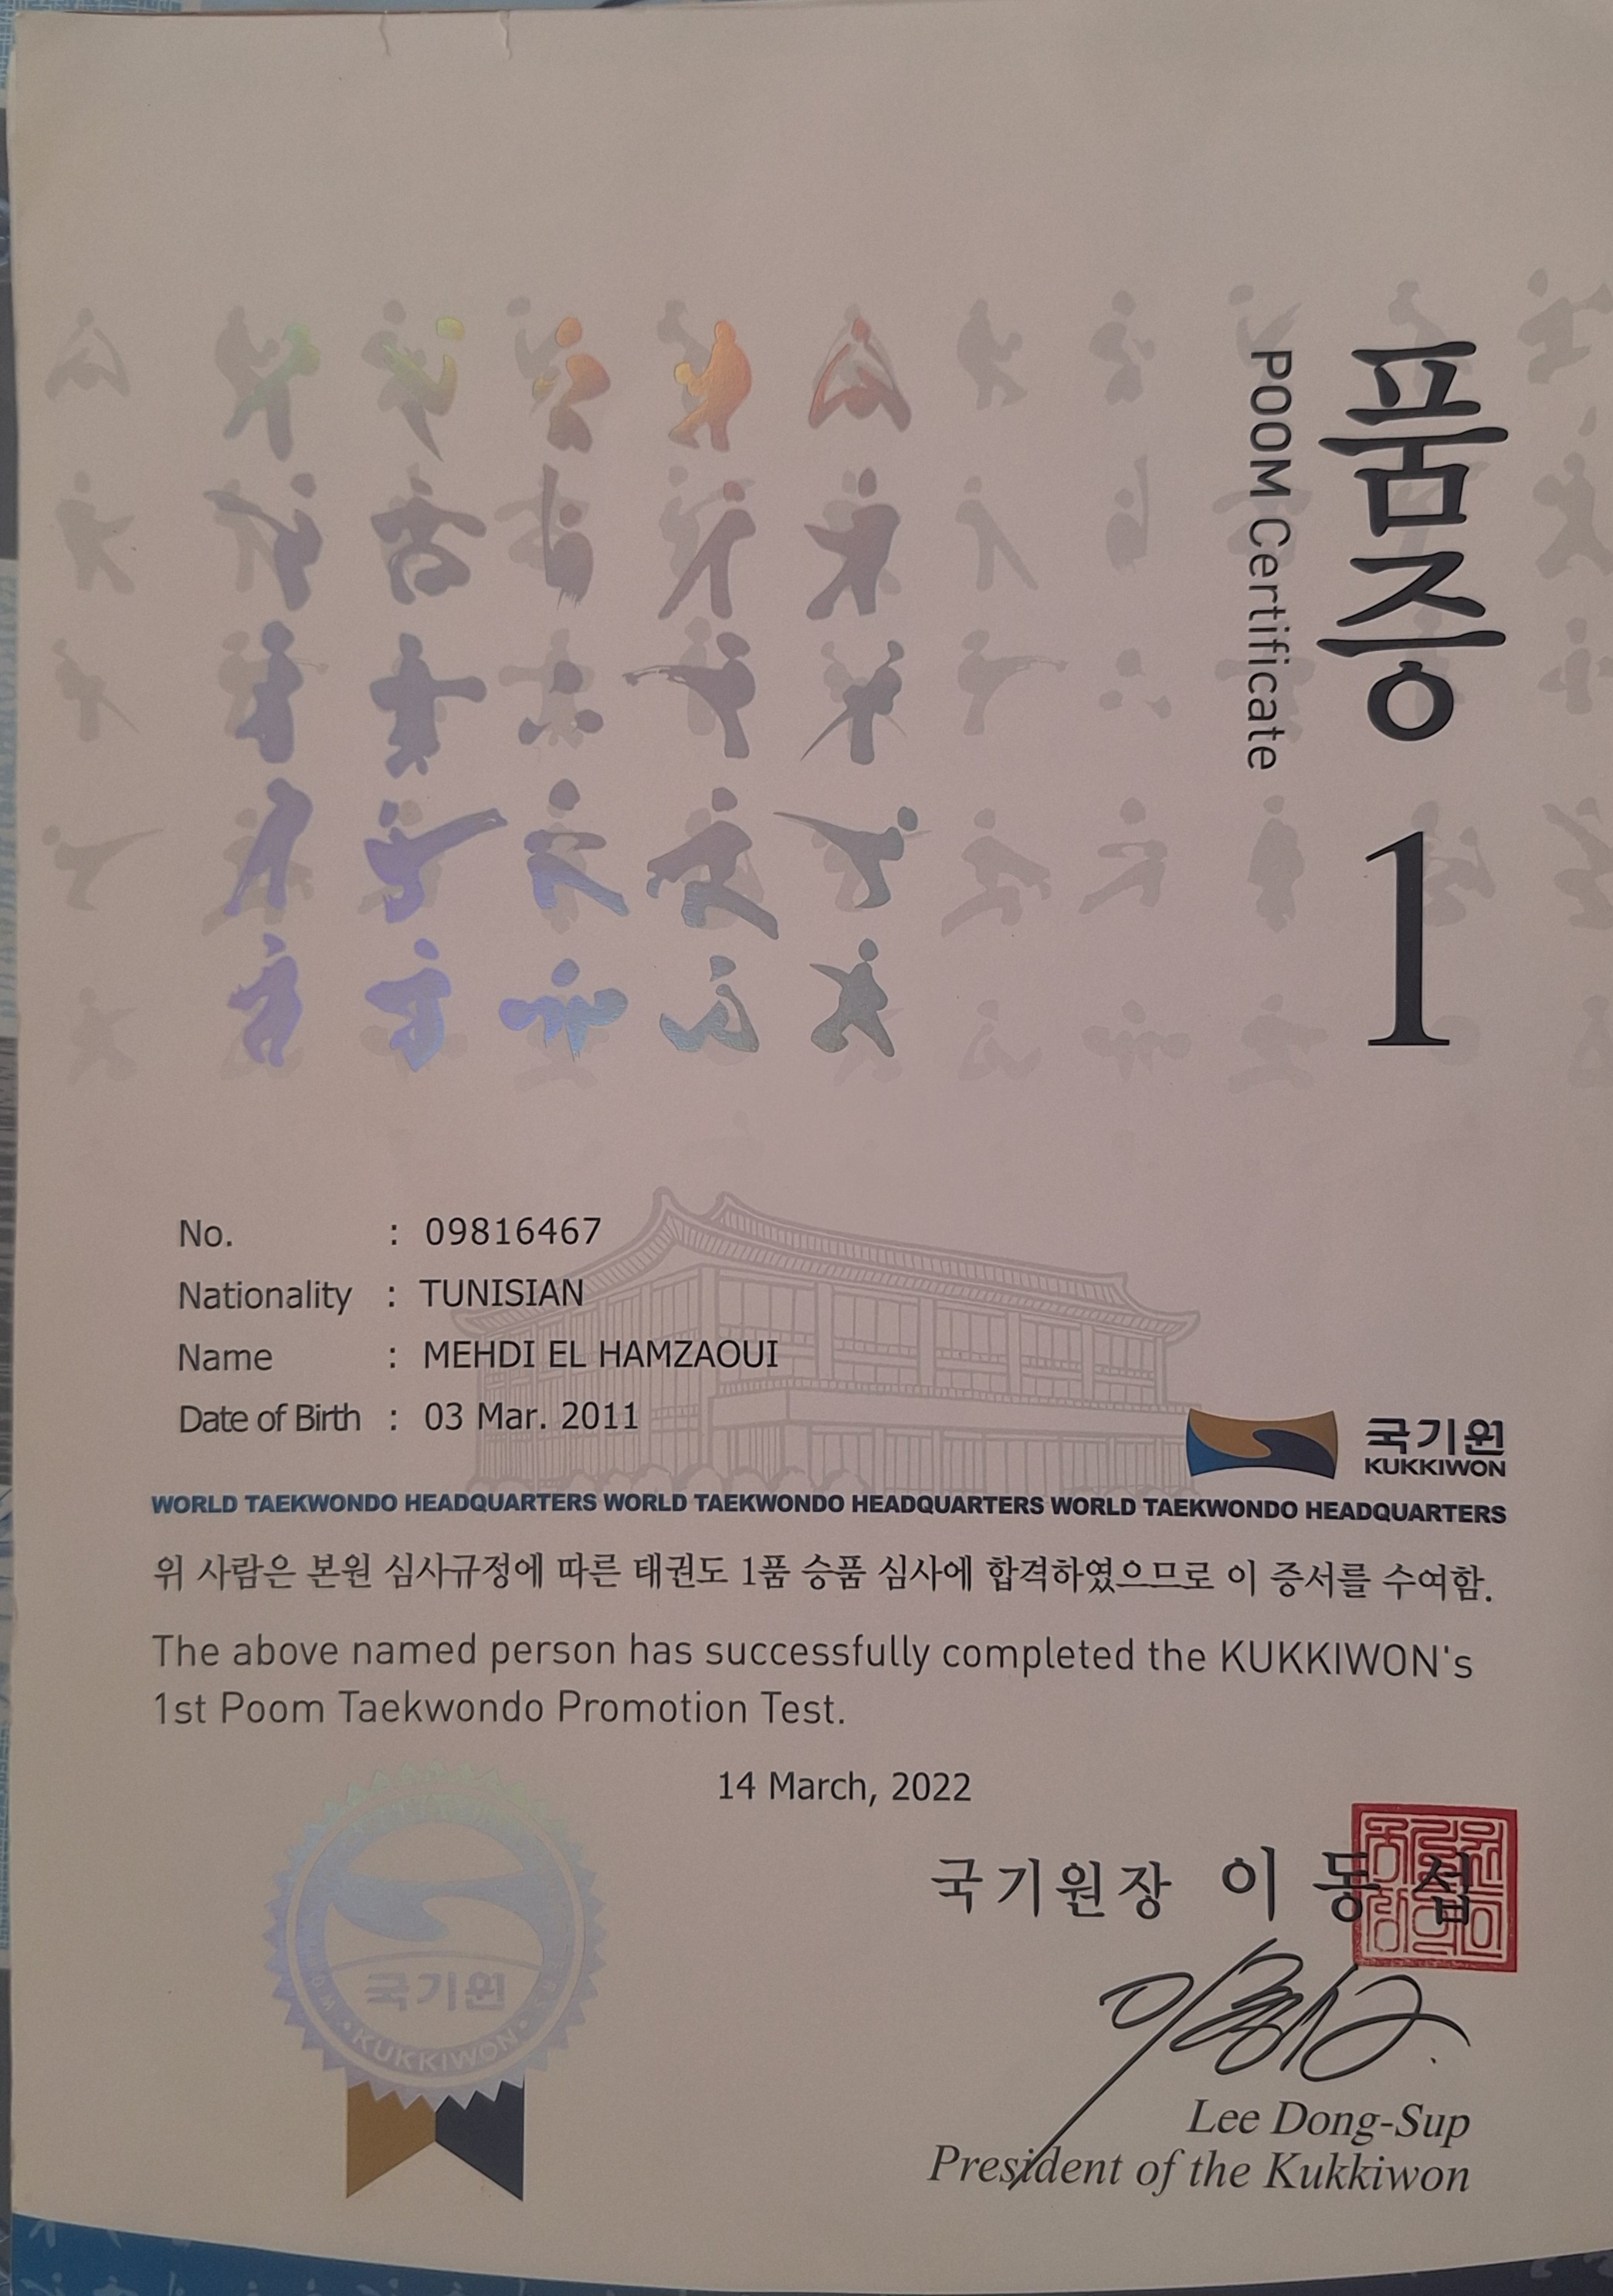 품증 1
POOM Certificate
No. : 09816467
Nationality : TUNISIAN
Name : MEHDI EL HAMZAOUI
Date of Birth : 03 Mar. 2011
국기원
KUKKIWON
WORLD TAEKWONDO HEADQUARTERS WORLD TAEKWONDO HEADQUARTERS WORLD TAEKWONDO HEADQUARTERS
위 사람은 본원 심사규정에 따른 태권도 1품 승품 심사에 합격하였으므로 이 증서를 수여함.
The above named person has successfully completed the KUKKIWON's
1st Poom Taekwondo Promotion Test.
14 March, 2022
국기원장 이 동 섭
국기원
KUKKIWON
Lee Dong-Sup
President of the Kukkiwon